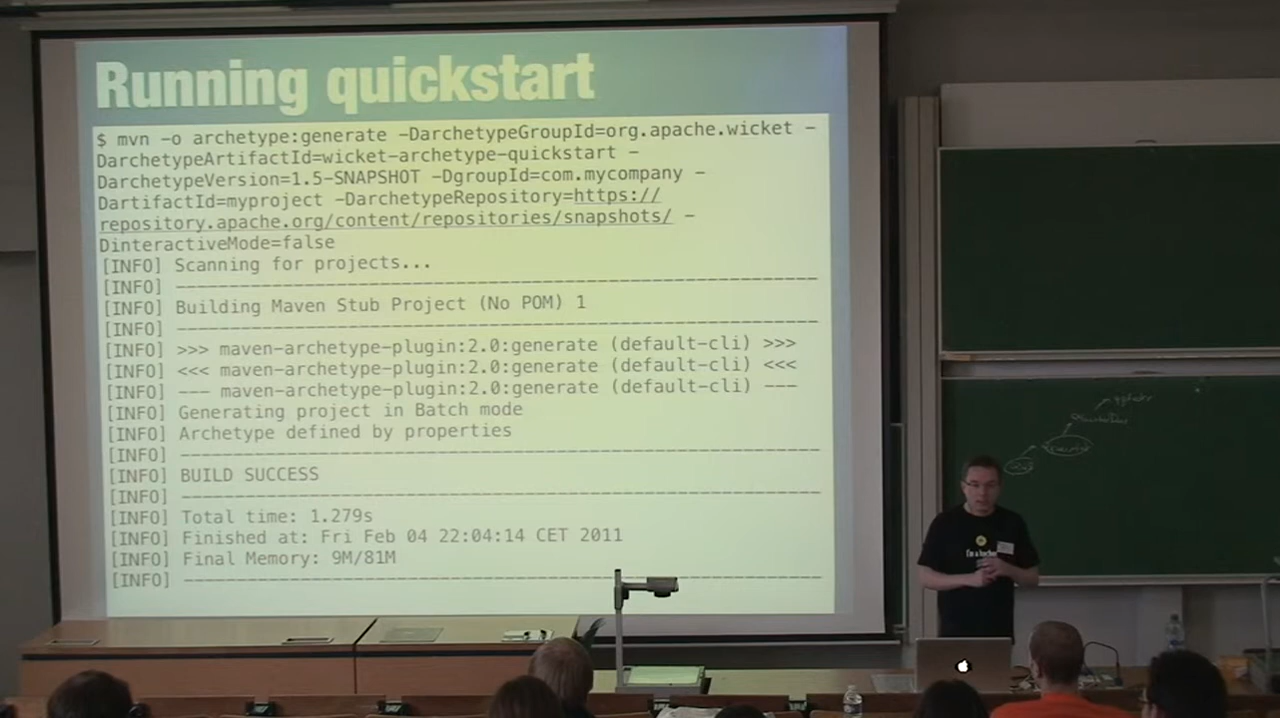 Running quickstart
$ mvn -o archetype:generate -DarchetypeGroupId=org.apache.wicket -
DarchetypeArtifactId=wicket-archetype-quickstart -
DarchetypeVersion=1.5-SNAPSHOT -DgroupId=com.mycompany -
DartifactId=myproject -DarchetypeRepository=https://
repository.apache.org/content/repositories/snapshots/ -
DinteractiveMode=false
[INFO] Scanning for projects...
[INFO] ------------------------------------------------------------------------
[INFO] Building Maven Stub Project (No POM) 1
[INFO] ------------------------------------------------------------------------
[INFO] >>> maven-archetype-plugin:2.0:generate (default-cli) >>>
[INFO] <<< maven-archetype-plugin:2.0:generate (default-cli) <<<
[INFO] --- maven-archetype-plugin:2.0:generate (default-cli) ---
[INFO] Generating project in Batch mode
[INFO] Archetype defined by properties
[INFO] ------------------------------------------------------------------------
[INFO] BUILD SUCCESS
[INFO] ------------------------------------------------------------------------
[INFO] Total time: 1.279s
[INFO] Finished at: Fri Feb 04 22:04:14 CET 2011
[INFO] Final Memory: 9M/81M
[INFO] ------------------------------------------------------------------------
I'm a